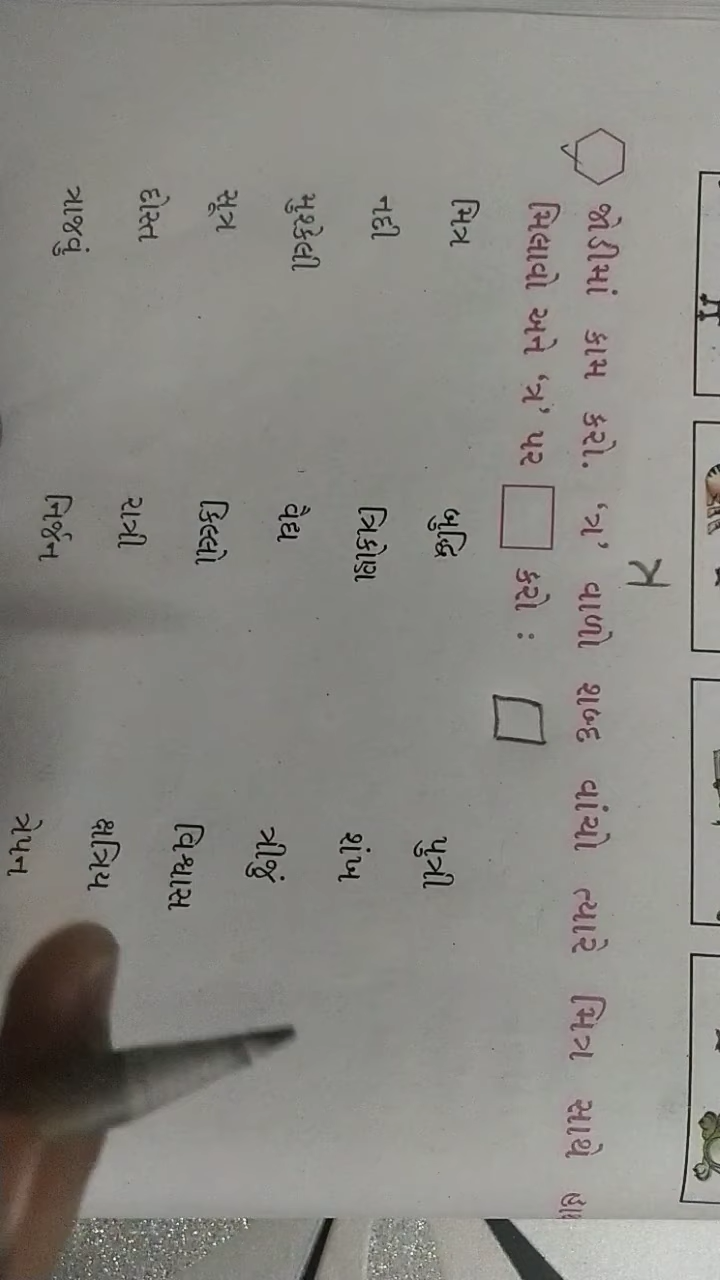 જોડીમાં કામ કરો. 'ત્ર' વાળો શબ્દ વાંચો ત્યારે મિત્ર સાથે
મિલાવો અને 'ત્ર' પર કરો :
ત્ર
મિત્ર બુદ્ધિ પુત્રી
નદી ત્રિકોણ શંખ
મુશ્કેલી વૈદ્ય ત્રીજું
સૂત્ર કિલ્લો વિશ્વાસ
દોસ્ત રાત્રી ક્ષત્રિય
ત્રાજવું નિર્જન ત્રેપન